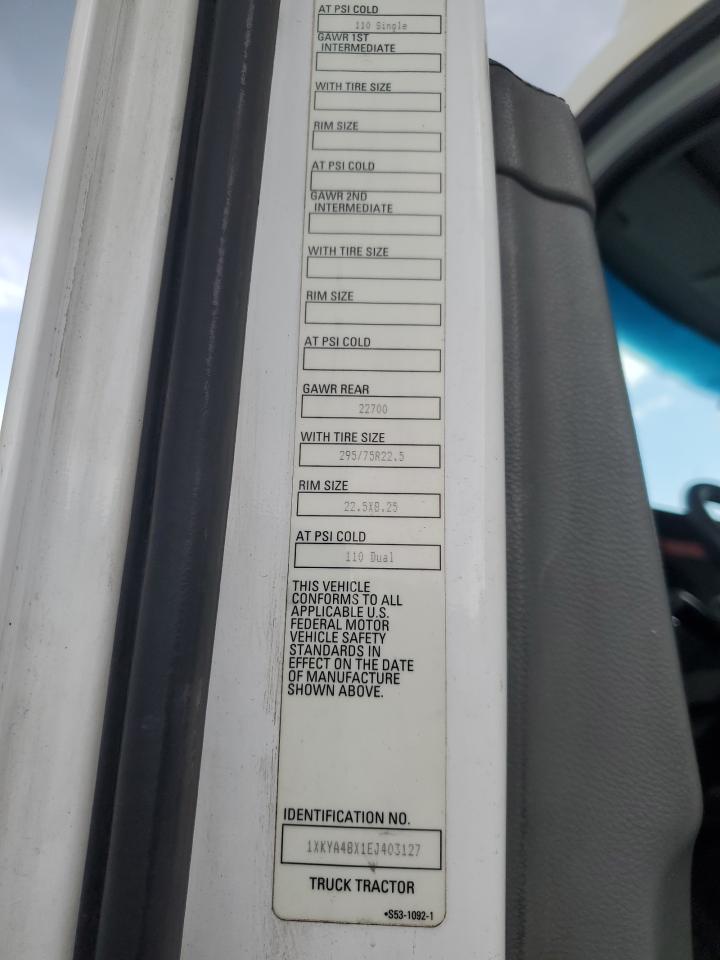 AT PSI COLD
110 Single
GAWR 1ST
INTERMEDIATE
WITH TIRE SIZE
RIM SIZE
AT PSI COLD
GAWR 2ND
INTERMEDIATE
WITH TIRE SIZE
RIM SIZE
AT PSI COLD
GAWR REAR
22700
WITH TIRE SIZE
295/75R22.5
RIM SIZE
22.5X8.25
AT PSI COLD
110 Dual
THIS VEHICLE
CONFORMS TO ALL
APPLICABLE U.S.
FEDERAL MOTOR
VEHICLE SAFETY
STANDARDS IN
EFFECT ON THE DATE
OF MANUFACTURE
SHOWN ABOVE.
IDENTIFICATION NO.
1XKYA48X1EJ403127
TRUCK TRACTOR
*S53-1092-1